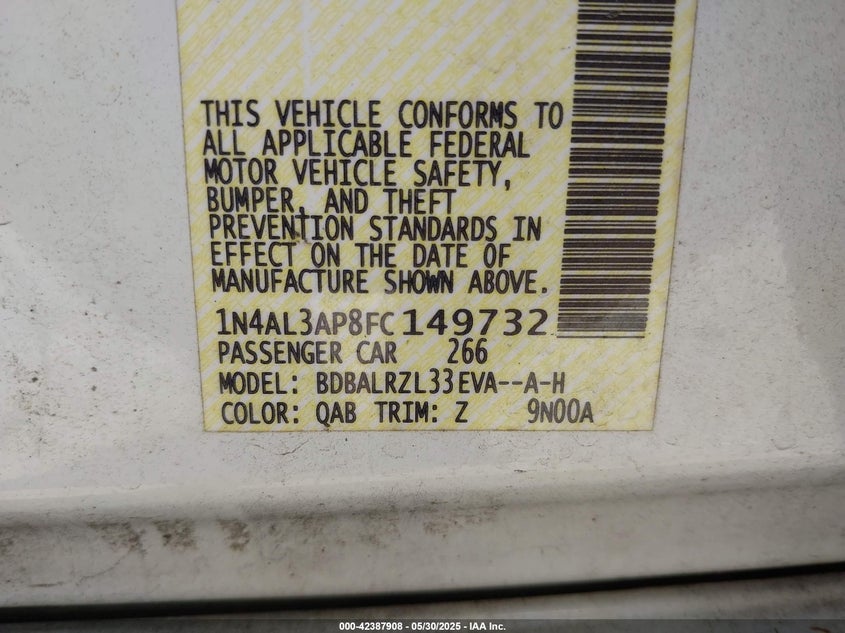 THIS VEHICLE CONFORMS TO
ALL APPLICABLE FEDERAL
MOTOR VEHICLE SAFETY,
BUMPER, AND THEFT
PREVENTION STANDARDS IN
EFFECT ON THE DATE OF
MANUFACTURE SHOWN ABOVE.
1N4AL3AP8FC149732
PASSENGER CAR 266
MODEL: BDBALRZL33EVA--A-H
COLOR: QAB TRIM: Z 9N00A
000-42387908 - 05/30/2025 - IAA Inc.